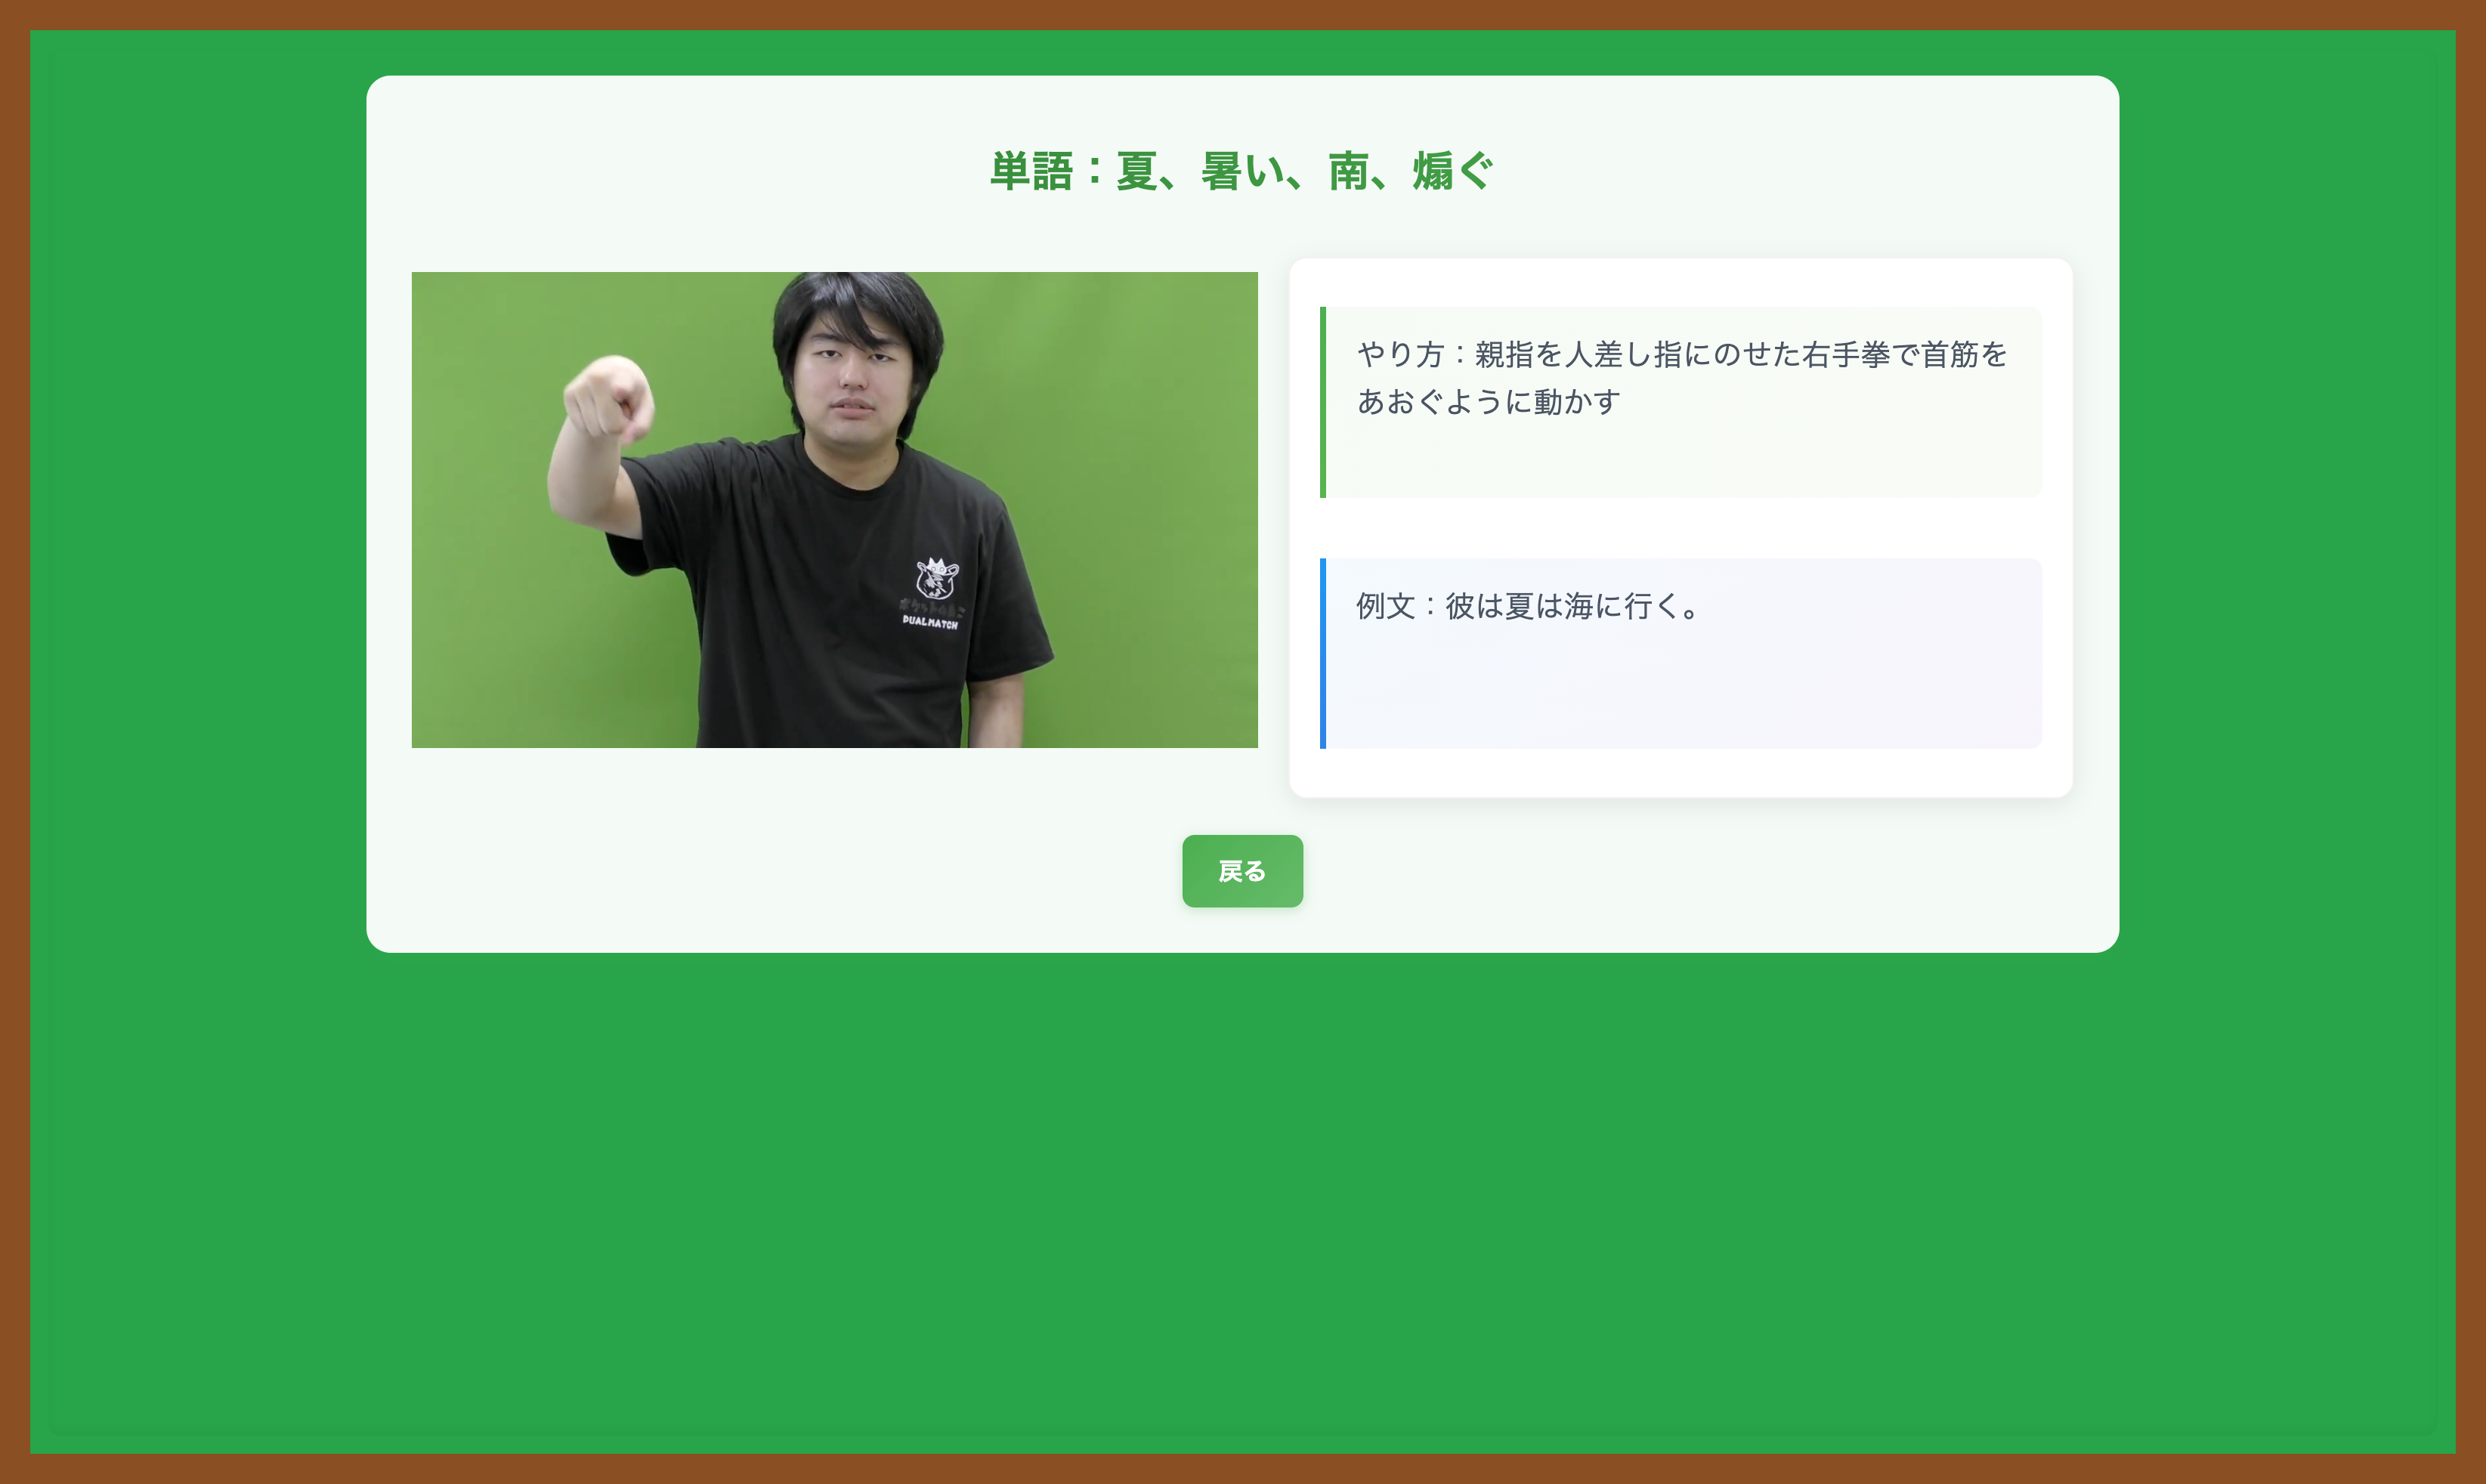 単語：夏、暑い、南、煽ぐ
やり方：親指を人差し指にのせた右手拳で首筋を
あおぐように動かす
DUAL MATCH
例文：彼は夏は海に行く。
戻る